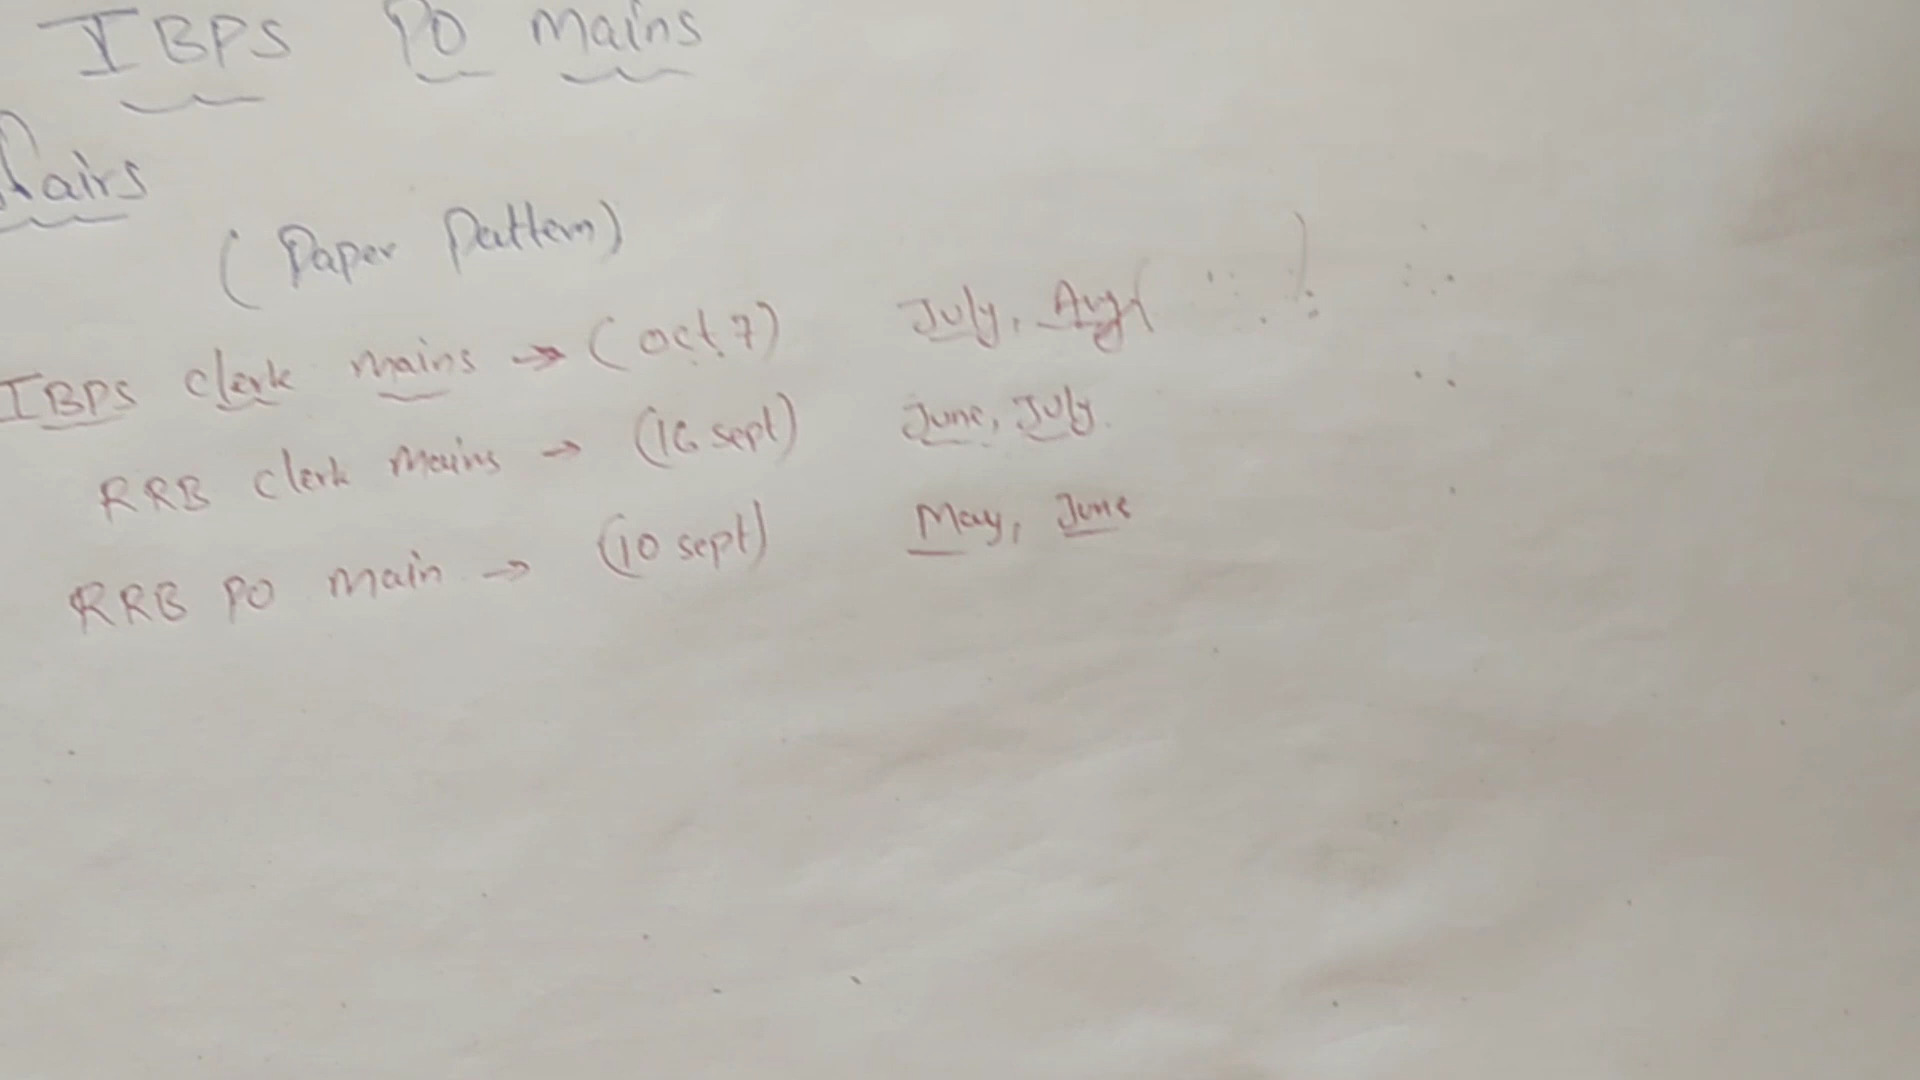 IBPS PO Mains
fairs
(Paper Pattern)
IBPS clerk mains → (oct 7) July, Aug
RRB clerk Mains → (16 sept) June, July
RRB PO main → (10 sept) May, June